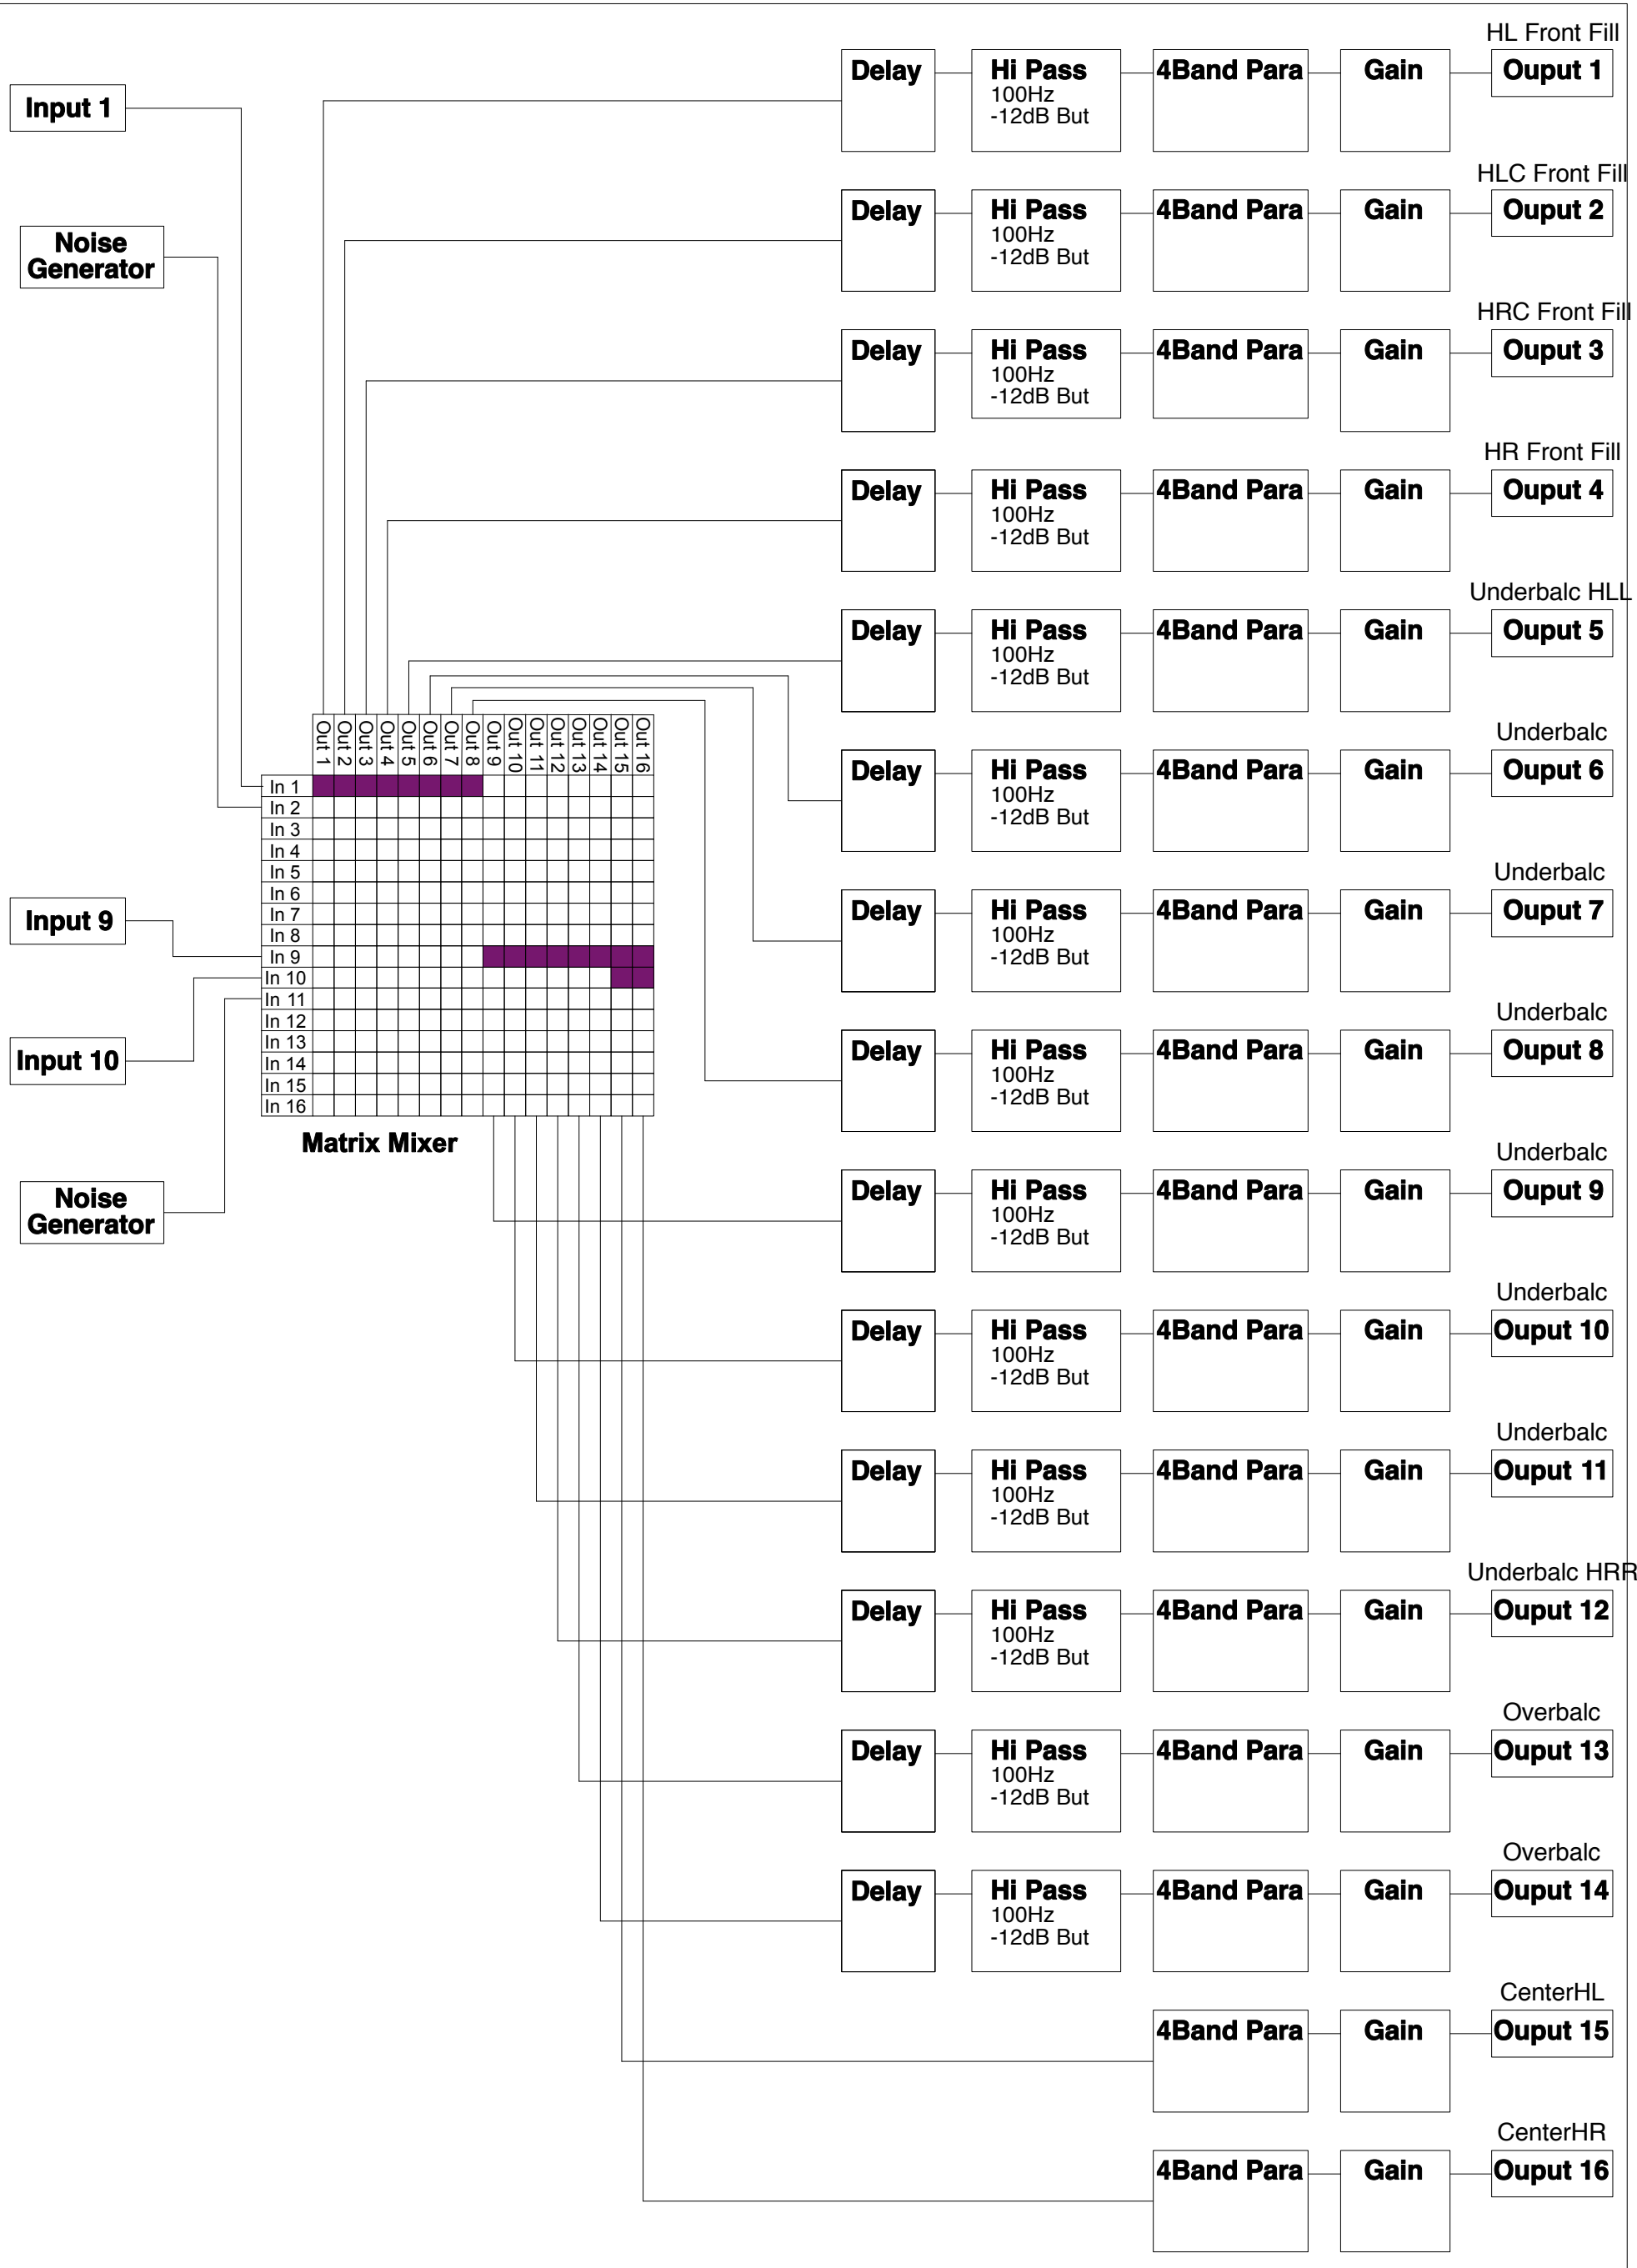 HL Front Fill
Delay
Hi Pass
100Hz
-12dB But
4Band Para
Gain
Ouput 1
Input 1
HLC Front Fill
Delay
Hi Pass
100Hz
-12dB But
4Band Para
Gain
Ouput 2
Noise
Generator
HRC Front Fill
Delay
Hi Pass
100Hz
-12dB But
4Band Para
Gain
Ouput 3
HR Front Fill
Delay
Hi Pass
100Hz
-12dB But
4Band Para
Gain
Ouput 4
Underbalc HLL
Delay
Hi Pass
100Hz
-12dB But
4Band Para
Gain
Ouput 5
Out 1
Out 2
Out 3
Out 4
Out 5
Out 6
Out 7
Out 8
Out 9
Out 10
Out 11
Out 12
Out 13
Out 14
Out 15
Out 16
In 1
In 2
In 3
In 4
In 5
In 6
In 7
In 8
In 9
In 10
In 11
In 12
In 13
In 14
In 15
In 16
Matrix Mixer
Input 9
Input 10
Noise
Generator
Underbalc
Delay
Hi Pass
100Hz
-12dB But
4Band Para
Gain
Ouput 6
Underbalc
Delay
Hi Pass
100Hz
-12dB But
4Band Para
Gain
Ouput 7
Underbalc
Delay
Hi Pass
100Hz
-12dB But
4Band Para
Gain
Ouput 8
Underbalc
Delay
Hi Pass
100Hz
-12dB But
4Band Para
Gain
Ouput 9
Underbalc
Delay
Hi Pass
100Hz
-12dB But
4Band Para
Gain
Ouput 10
Underbalc
Delay
Hi Pass
100Hz
-12dB But
4Band Para
Gain
Ouput 11
Underbalc HRR
Delay
Hi Pass
100Hz
-12dB But
4Band Para
Gain
Ouput 12
Overbalc
Delay
Hi Pass
100Hz
-12dB But
4Band Para
Gain
Ouput 13
Overbalc
Delay
Hi Pass
100Hz
-12dB But
4Band Para
Gain
Ouput 14
CenterHL
4Band Para
Gain
Ouput 15
CenterHR
4Band Para
Gain
Ouput 16